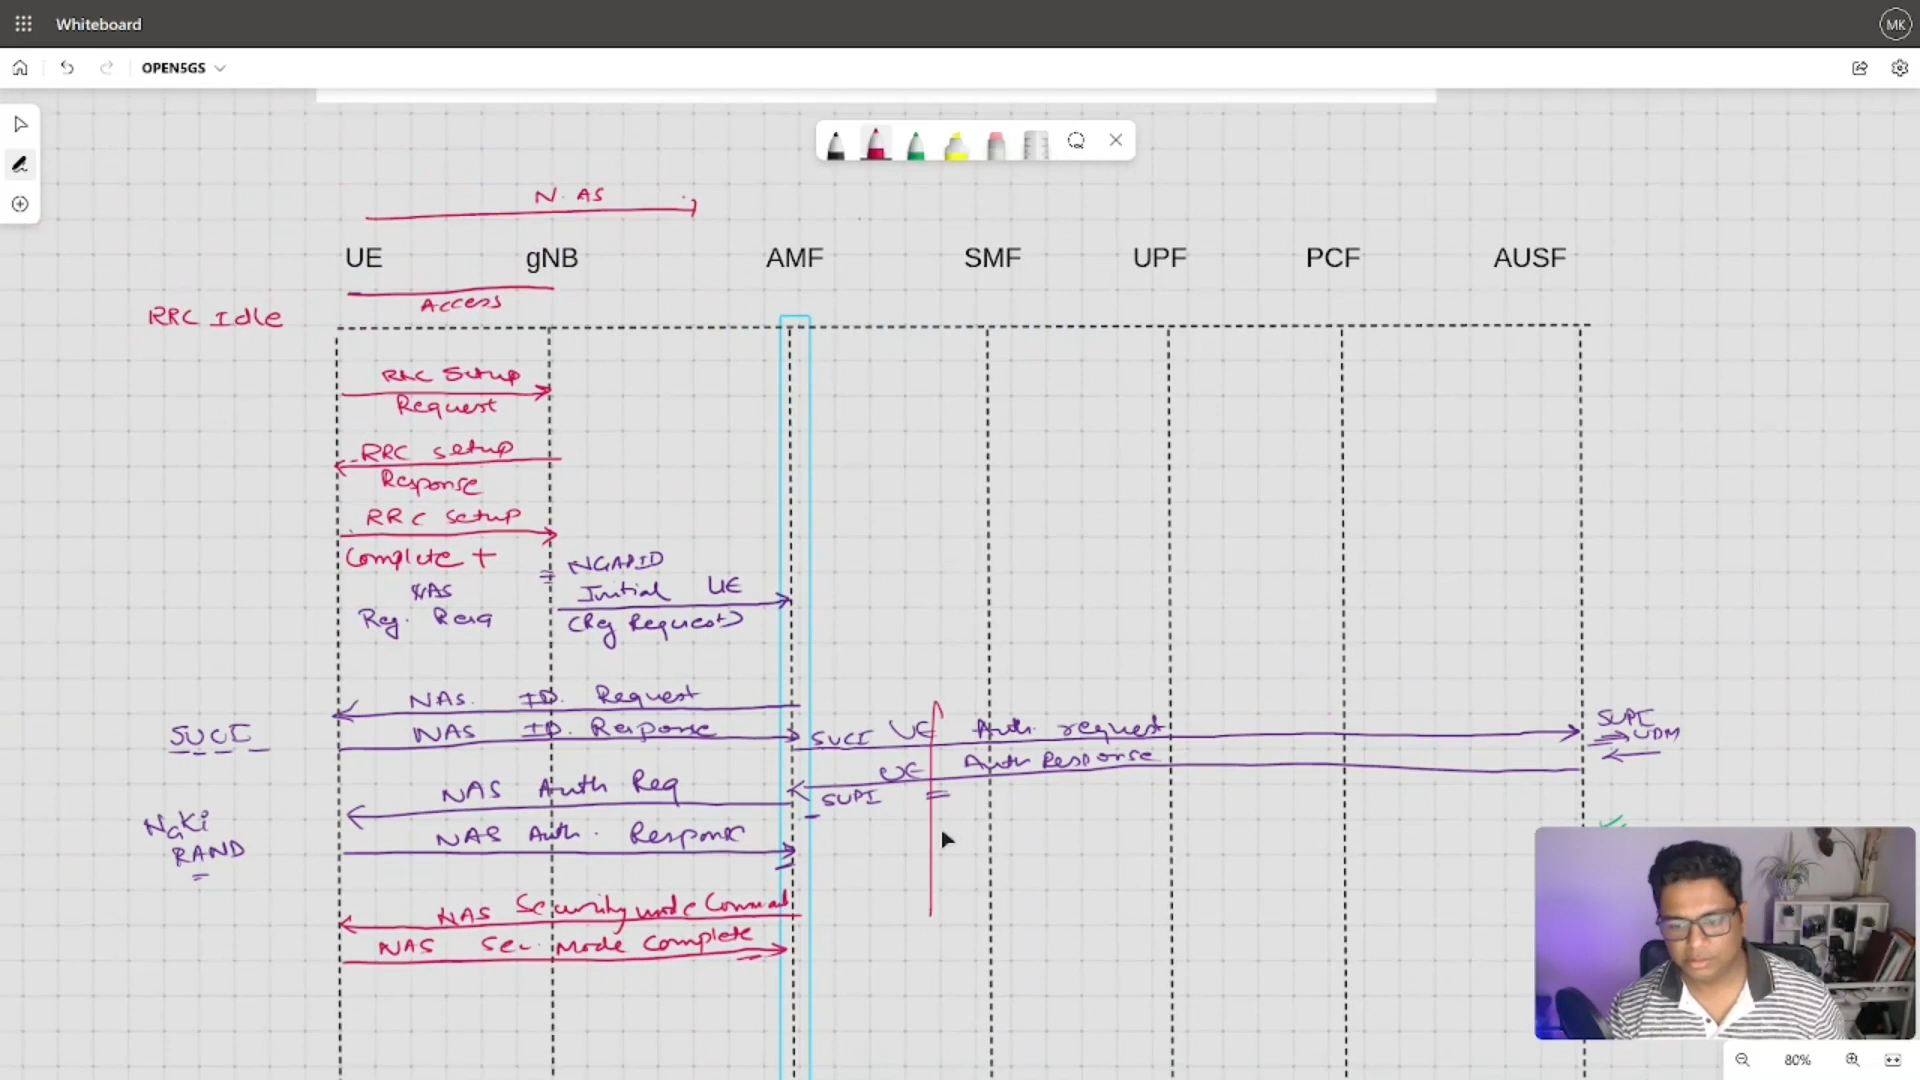 Whiteboard
MK
OPEN5GS
N.AS
UE gNB AMF SMF UPF PCF AUSF
Access
RRC Idle
RRC Setup
Request
RRC setup
Response
RRC setup
Complete +
NAS
Reg.
NGAPID
Initial UE
(Reg Request)
NAS. ID. Request
NAS ID. Response
SUCI
SUCI UE Auth. request
UE Auth Response
SUPI
SUPI
UDM
NAS Auth Req
NAS Auth. Response
RAND
NAS Security mode Command
NAS Sec. Mode Complete
80%